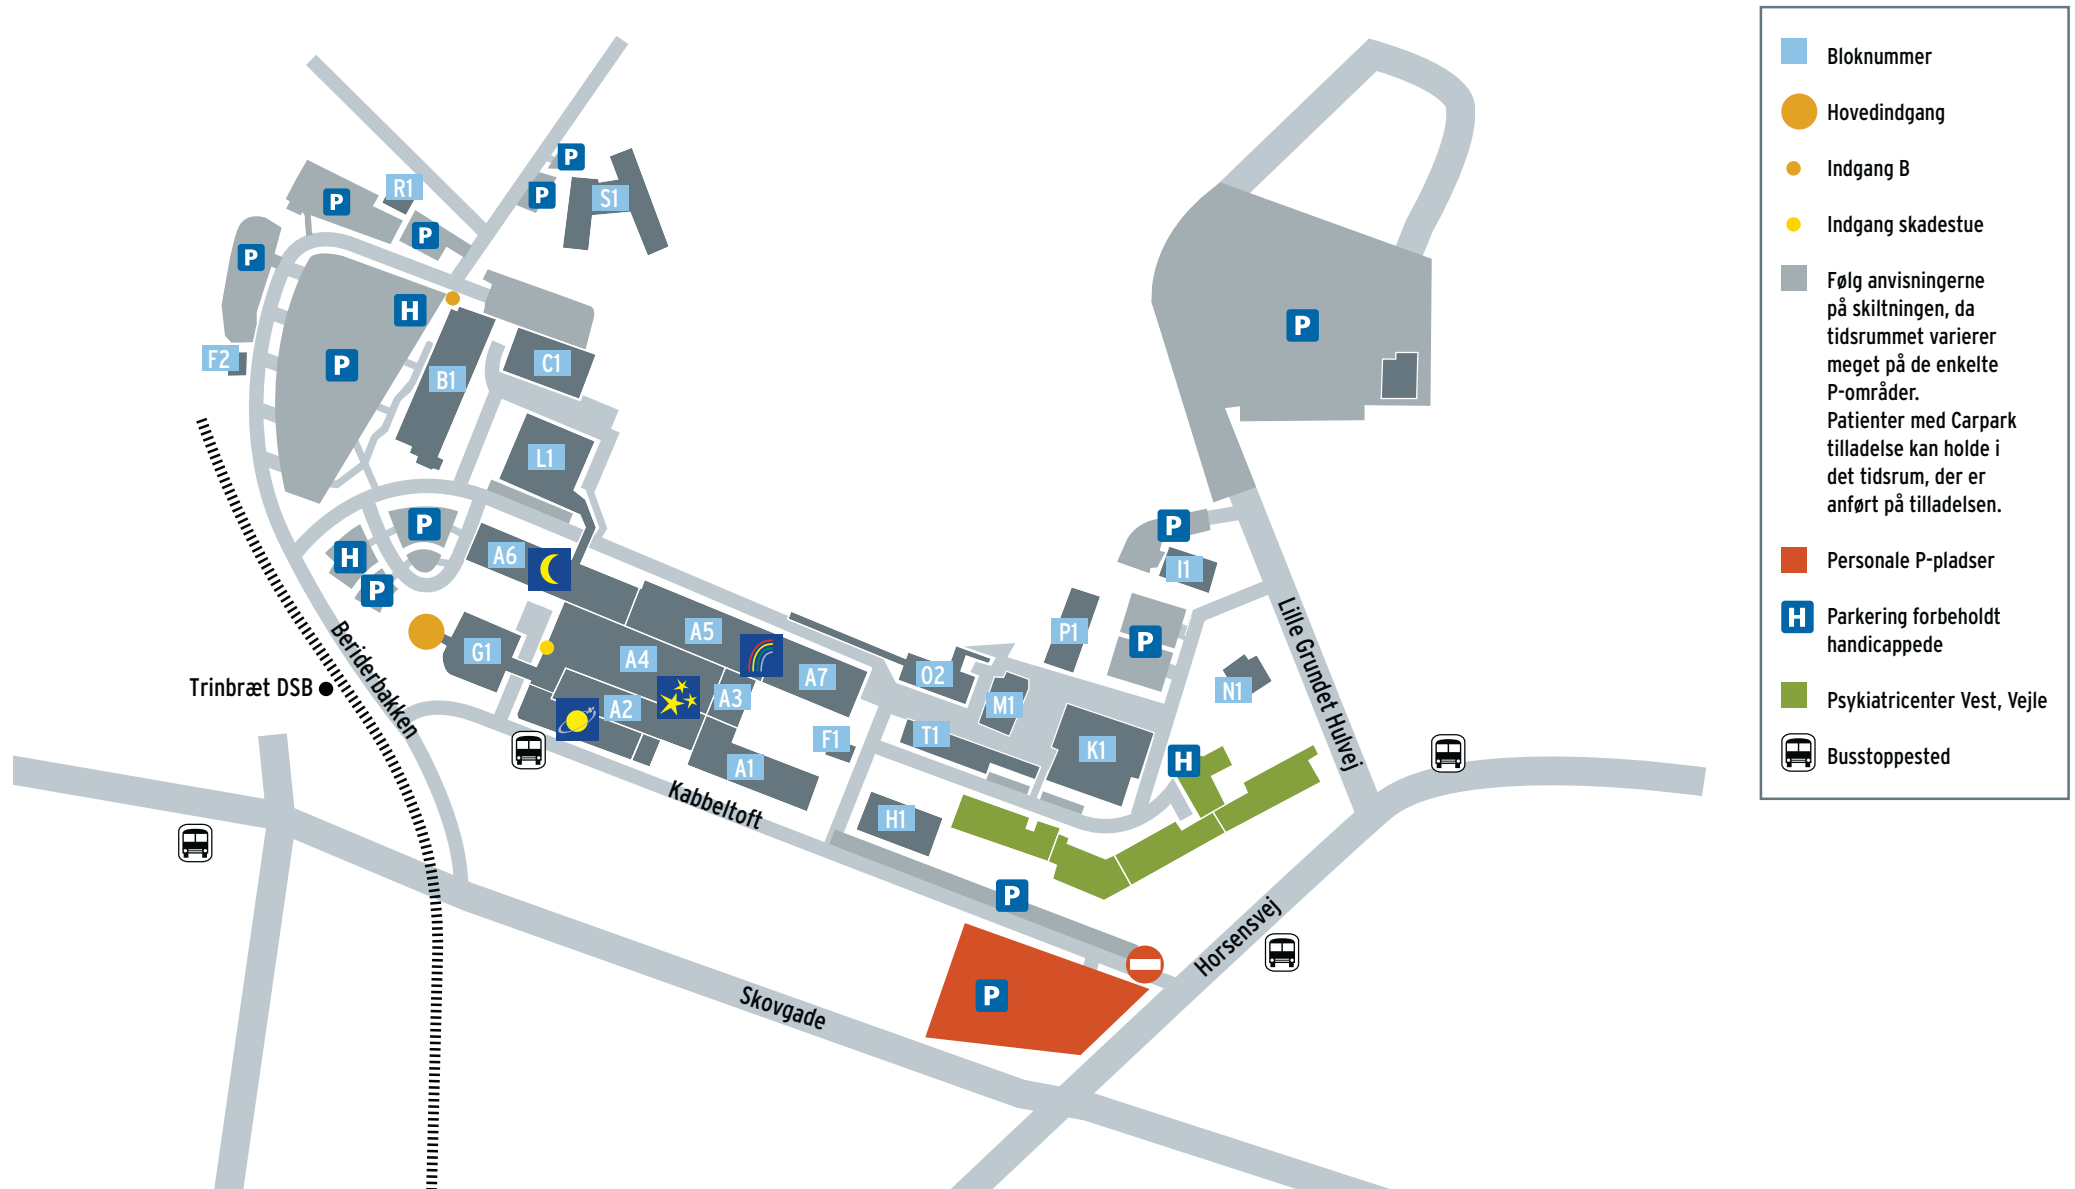 P
S1
R1
P
P
P
P
H
F2
P
B1
C1
L1
P
H
P
A6
G1
A5
A4
A7
A3
A2
A1
F1
O2
M1
T1
K1
H1
P1
P
I1
P
N1
H
P
P
P
Trinbræt DSB
Beriderbakken
Kabbeltoft
Skovgade
Horsensvej
Lille Grundet Hulvej
Bloknummer
Hovedindgang
Indgang B
Indgang skadestue
Følg anvisningerne
på skiltningen, da
tidsrummet varierer
meget på de enkelte
P-områder.
Patienter med Carpark
tilladelse kan holde i
det tidsrum, der er
anført på tilladelsen.
Personale P-pladser
H
Parkering forbeholdt
handicappede
Psykiatricenter Vest, Vejle
Busstoppested